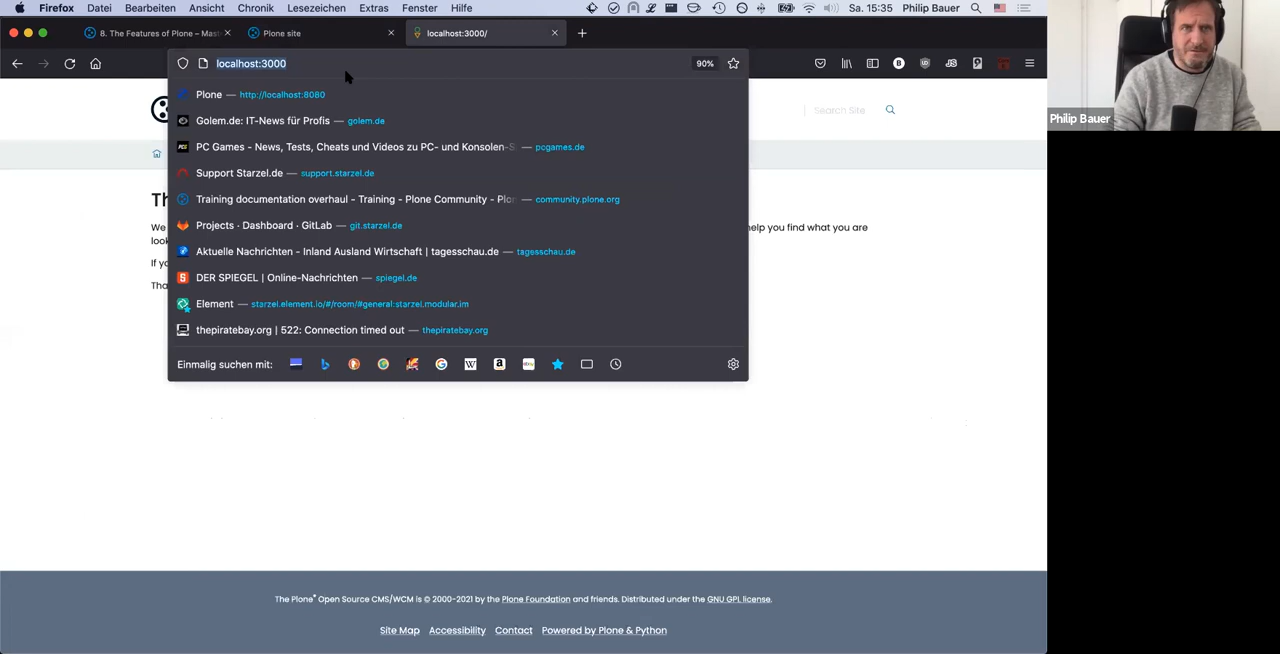 Firefox Datei Bearbeiten Ansicht Chronik Lesezeichen Extras Fenster Hilfe Sa. 15:35 Philip Bauer
8. The Features of Plone – Mast
Plone site
localhost:3000/
localhost:3000
90%
Plone — http://localhost:8080
Search Site
Golem.de: IT-News für Profis — golem.de
PC Games - News, Tests, Cheats und Videos zu PC- und Konsolen-S — pcgames.de
Support Starzel.de — support.starzel.de
Th
Training documentation overhaul - Training - Plone Community - Plo — community.plone.org
We
help you find what you are
Projects · Dashboard · GitLab — git.starzel.de
look
Aktuelle Nachrichten - Inland Ausland Wirtschaft | tagesschau.de — tagesschau.de
If yo
DER SPIEGEL | Online-Nachrichten — spiegel.de
Tha
Element — starzel.element.io/#/room/#general:starzel.modular.im
thepiratebay.org | 522: Connection timed out — thepiratebay.org
Einmalig suchen mit:
The Plone® Open Source CMS/WCM is © 2000-2021 by the Plone Foundation and friends. Distributed under the GNU GPL license.
Site Map Accessibility Contact Powered by Plone & Python
Philip Bauer